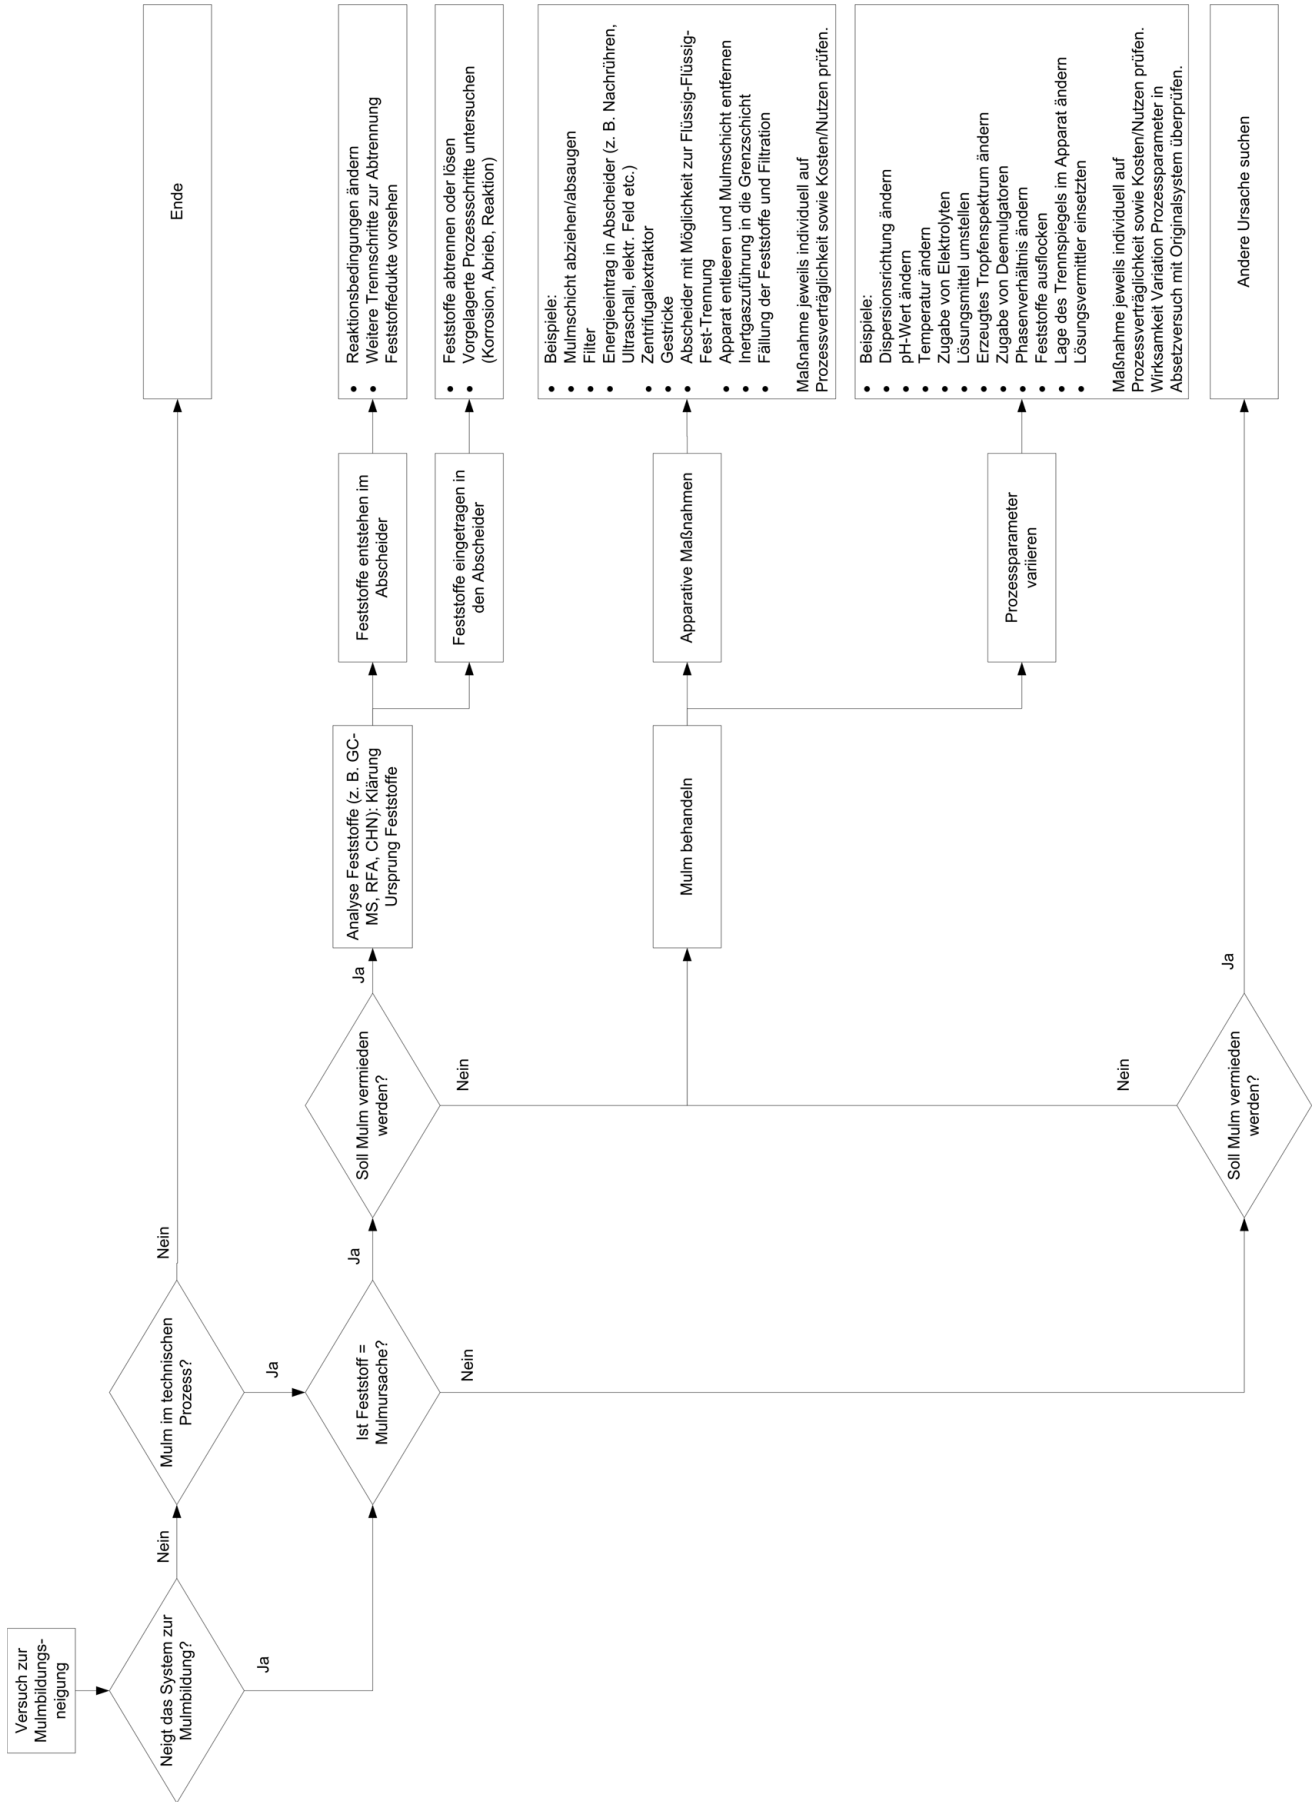 Versuch zur
Mulmbildungs-
neigung
Neigt das System zur
Mulmbildung?
Nein
Ja
Mulm im technischen
Prozess?
Nein
Ja
Ende
Ist Feststoff =
Mulmursache?
Ja
Nein
Soll Mulm vermieden
werden?
Ja
Nein
Analyse Feststoffe (z. B. GC-
MS, RFA, CHN): Klärung
Ursprung Feststoffe
Feststoffe entstehen im
Abscheider
• Reaktionsbedingungen ändern
• Weitere Trennschritte zur Abtrennung
Feststoffedukte vorsehen
Feststoffe eingetragen in
den Abscheider
• Feststoffe abtrennen oder lösen
• Vorgelagerte Prozessschritte untersuchen
(Korrosion, Abrieb, Reaktion)
Mulm behandeln
Apparative Maßnahmen
• Beispiele:
• Mulmschicht abziehen/absaugen
• Filter
• Energieeintrag in Abscheider (z. B. Nachrühren,
Ultraschall, elektr. Feld etc.)
• Zentrifugalextraktor
• Gestricke
• Abscheider mit Möglichkeit zur Flüssig-Flüssig-
Fest-Trennung
• Apparat entleeren und Mulmschicht entfernen
• Inertgaszuführung in die Grenzschicht
• Fällung der Feststoffe und Filtration
Maßnahme jeweils individuell auf
Prozessverträglichkeit sowie Kosten/Nutzen prüfen.
Prozessparameter
variieren
• Beispiele:
• Dispersionsrichtung ändern
• pH-Wert ändern
• Temperatur ändern
• Zugabe von Elektrolyten
• Lösungsmittel umstellen
• Erzeugtes Tropfenspektrum ändern
• Zugabe von Deemulgatoren
• Phasenverhältnis ändern
• Feststoffe ausflocken
• Lage des Trennspiegels im Apparat ändern
• Lösungsvermittler einsetzten
Maßnahme jeweils individuell auf
Prozessverträglichkeit sowie Kosten/Nutzen prüfen.
Wirksamkeit Variation Prozessparameter in
Absetzversuch mit Originalsystem überprüfen.
Soll Mulm vermieden
werden?
Nein
Ja
Andere Ursache suchen